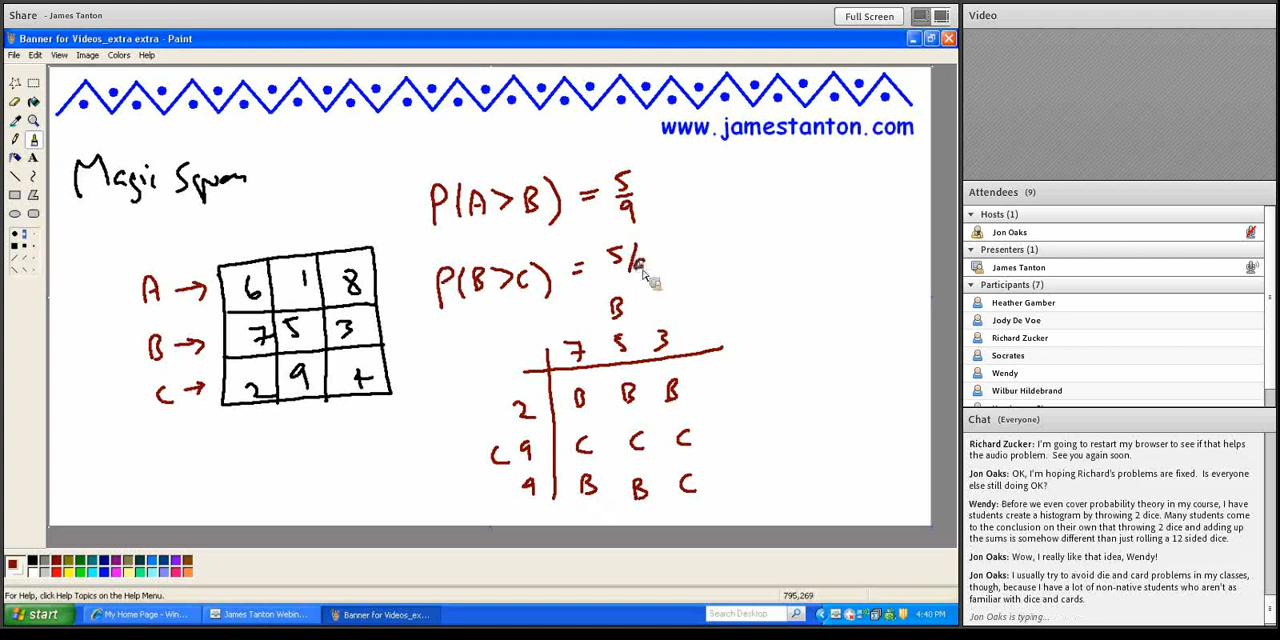 Share - James Tanton
Full Screen
Video
Banner for Videos_extra extra - Paint
File Edit View Image Colors Help
www.jamestanton.com
Magic Squar
P(A>B) = 5/9
P(B>C) = 5/
A → 6 1 8
B → 7 5 3
C → 2 9 4
B
7 5 3
2 B B B
C 9 C C C
9 B B C
For Help, click Help Topics on the Help Menu.
795,269
start
My Home Page - Win...
James Tanton Webin...
Banner for Videos_ext...
Search Desktop
4:40 PM
Attendees (9)
Hosts (1)
Jon Oaks
Presenters (1)
James Tanton
Participants (7)
Heather Gamber
Jody De Voe
Richard Zucker
Socrates
Wendy
Wilbur Hildebrand
Chat (Everyone)
Richard Zucker: I'm going to restart my browser to see if that helps
the audio problem. See you again soon.
Jon Oaks: OK, I'm hoping Richard's problems are fixed. Is everyone
else still doing OK?
Wendy: Before we even cover probability theory in my course, I have
students create a histogram by throwing 2 dice. Many students come
to the conclusion on their own that throwing 2 dice and adding up
the sums is somehow different than just rolling a 12 sided dice.
Jon Oaks: Wow, I really like that idea, Wendy!
Jon Oaks: I usually try to avoid die and card problems in my classes,
though, because I have a lot of non-native students who aren't as
familiar with dice and cards.
Jon Oaks is typing...